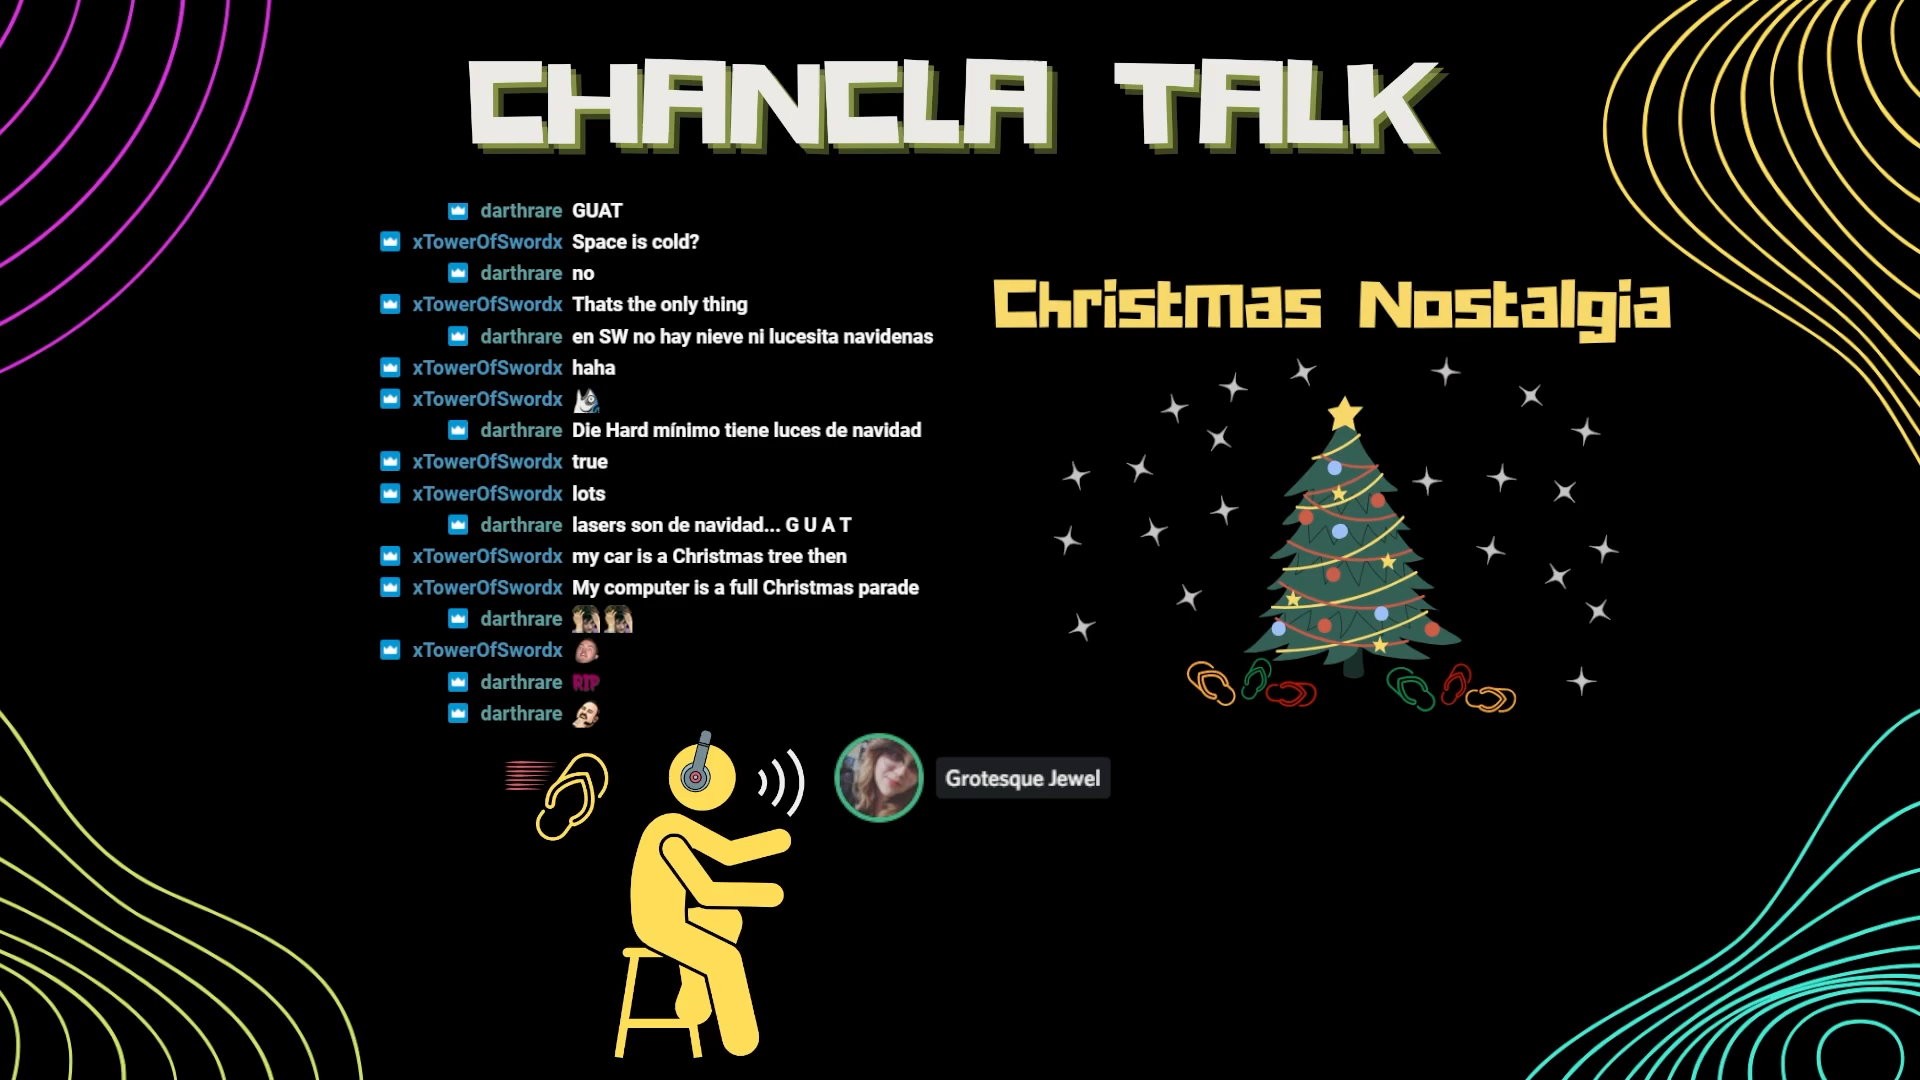 CHANCLA TALK
darthrare GUAT
xTowerOfSwordx Space is cold?
darthrare no
xTowerOfSwordx Thats the only thing
darthrare en SW no hay nieve ni lucesita navidenas
xTowerOfSwordx haha
xTowerOfSwordx
darthrare Die Hard mínimo tiene luces de navidad
xTowerOfSwordx true
xTowerOfSwordx lots
darthrare lasers son de navidad... G U A T
xTowerOfSwordx my car is a Christmas tree then
xTowerOfSwordx My computer is a full Christmas parade
darthrare
xTowerOfSwordx
darthrare RIP
darthrare
Christmas Nostalgia
Grotesque Jewel